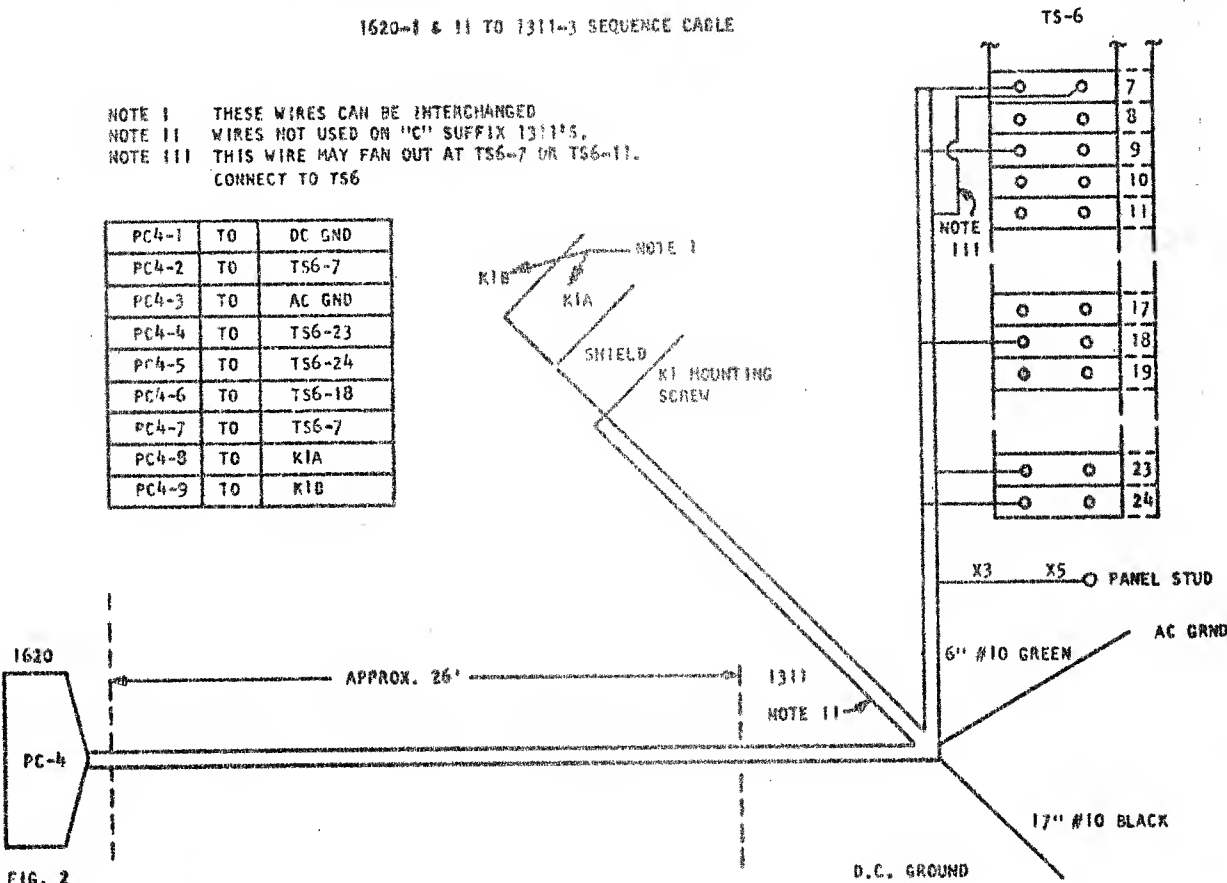 1620-1 & II TO 1311-3 SEQUENCE CABLE
TS-6
NOTE I THESE WIRES CAN BE INTERCHANGED
NOTE II WIRES NOT USED ON "C" SUFFIX 1311'S.
NOTE III THIS WIRE MAY FAN OUT AT TS6-7 OR TS6-11.
CONNECT TO TS6
PC4-1 TO DC GND
PC4-2 TO TS6-7
PC4-3 TO AC GND
PC4-4 TO TS6-23
PC4-5 TO TS6-24
PC4-6 TO TS6-18
PC4-7 TO TS6-7
PC4-8 TO K1A
PC4-9 TO K1B
NOTE I
K1B
K1A
SHIELD
K1 MOUNTING
SCREW
7
8
9
10
11
NOTE
III
17
18
19
23
24
X3 X5 PANEL STUD
AC GRND
6" #10 GREEN
1620
APPROX. 26'
1311
NOTE II
PC-4
17" #10 BLACK
D.C. GROUND
FIG. 2